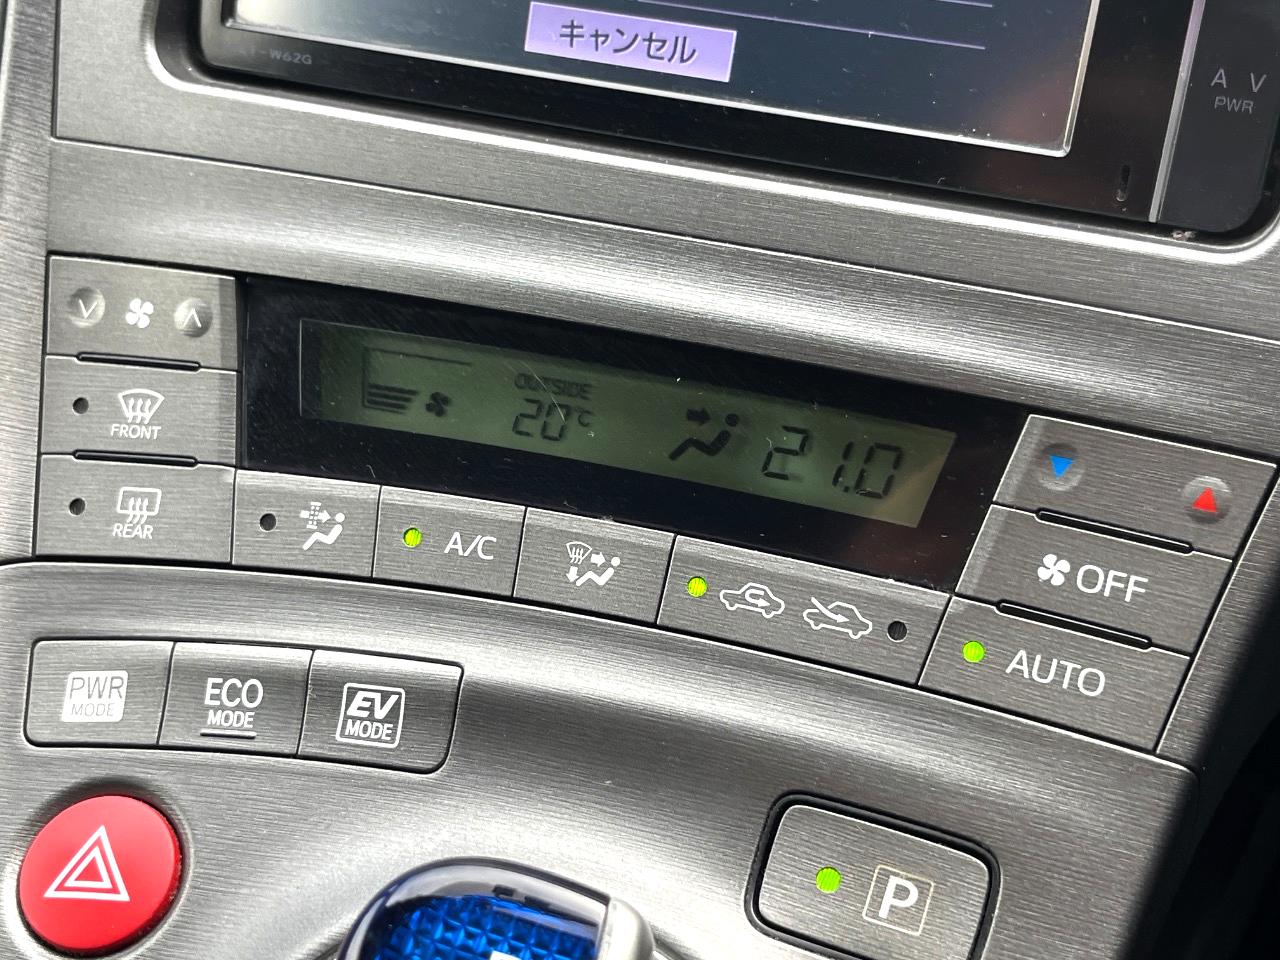 キャンセル
A V
PWR
OUTSIDE
20℃
21.0
FRONT
REAR
A/C
OFF
AUTO
PWR
MODE
ECO
MODE
EV
MODE
P